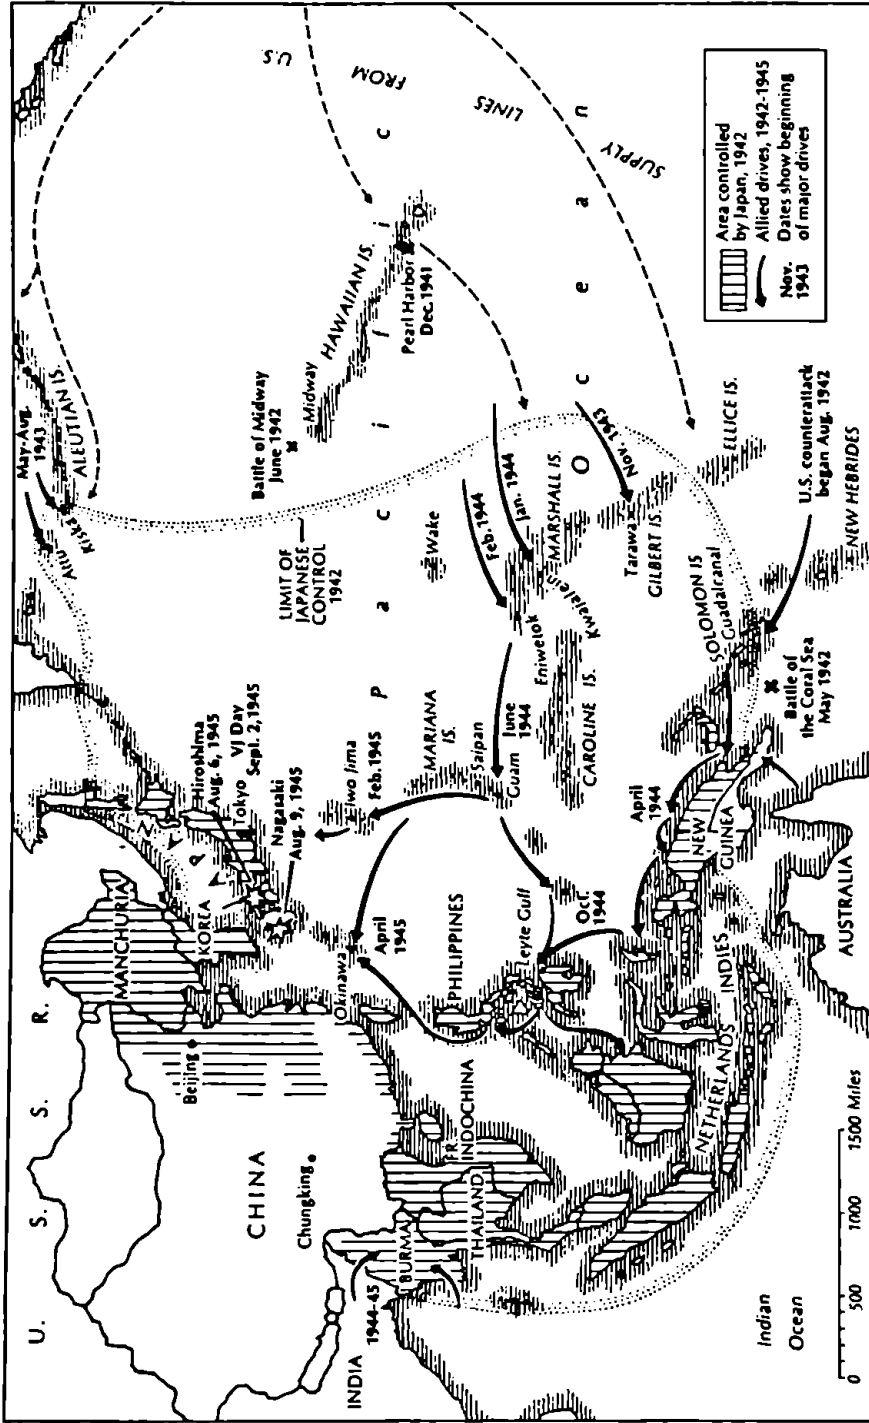 U. S. S. R.
MANCHURIA
KOREA
JAPAN
Beijing
CHINA
Chungking
INDIA
1944-45
BURMA
THAILAND
FR.
INDOCHINA
Hiroshima
Aug. 6, 1945
Tokyo
VJ Day
Sept. 2, 1945
Nagasaki
Aug. 9, 1945
Okinawa
April
1945
Iwo Jima
Feb. 1945
MARIANA
IS.
Saipan
Guam
June
1944
PHILIPPINES
Leyte Gulf
Oct.
1944
CAROLINE IS.
Eniwetok
Kwajalein
MARSHALL IS.
Feb. 1944
Jan. 1944
Nov. 1943
Tarawa
GILBERT IS.
ELLICE IS.
Wake
LIMIT OF
JAPANESE
CONTROL
1942
May-Aug.
1943
Attu
Kiska
ALEUTIAN IS.
Battle of Midway
June 1942
Midway
HAWAIIAN IS.
Pearl Harbor
Dec. 1941
Pacific
Ocean
SUPPLY LINES FROM U.S.
April
1944
NEW
GUINEA
SOLOMON IS
Guadalcanal
Battle of
the Coral Sea
May 1942
U.S. counterattack
began Aug. 1942
NEW HEBRIDES
NETHERLANDS INDIES
AUSTRALIA
Indian
Ocean
0 500 1000 1500 Miles
Area controlled
by Japan, 1942
Allied drives, 1942-1945
Nov.
1943
Dates show beginning
of major drives